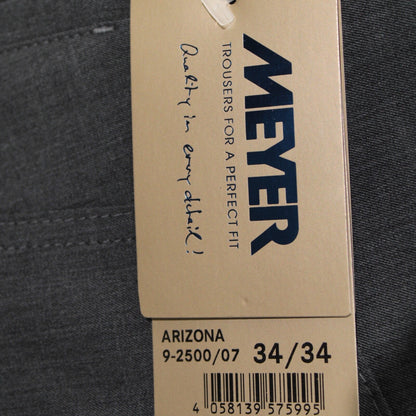 MEYER
TROUSERS FOR A PERFECT FIT
Quality in every detail!
ARIZONA
9-2500/07 34/34
4 058139 575995